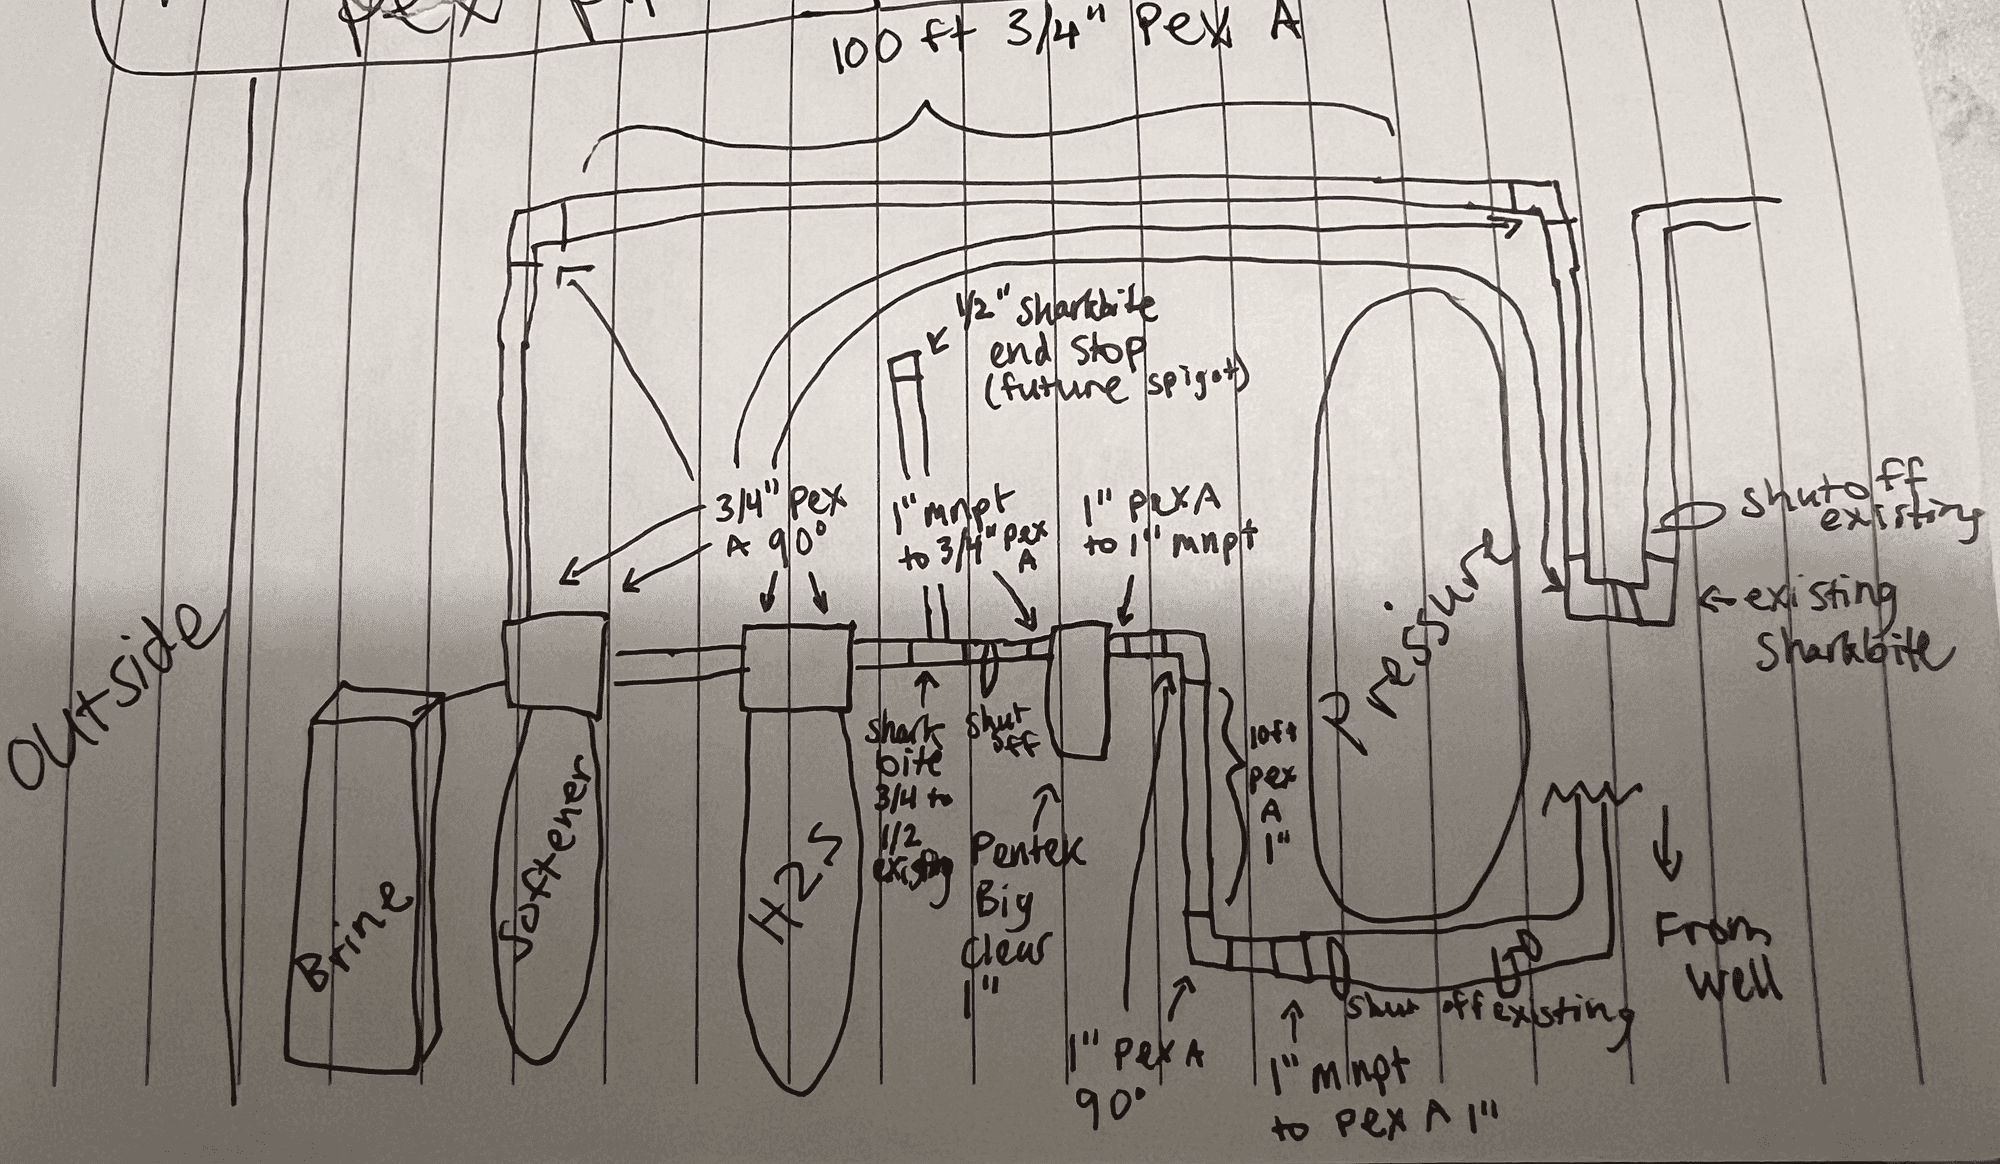 pex
100 ft 3/4" Pex A
1/2" sharkbite
end stop
(future spigot)
3/4" pex
A 90°
1" mnpt
to 3/4" pex
A
1" pex A
to 1" mnpt
shutoff
existing
existing
sharkbite
Outside
Pressure
shark
bite
3/4 to
1/2
existing
shut
off
10ft
pex
A
1"
Pentek
Big
Clear
1"
Brine
Softener
H2S
From
well
shut off existing
1" pex A
90°
1" mnpt
to pex A 1"